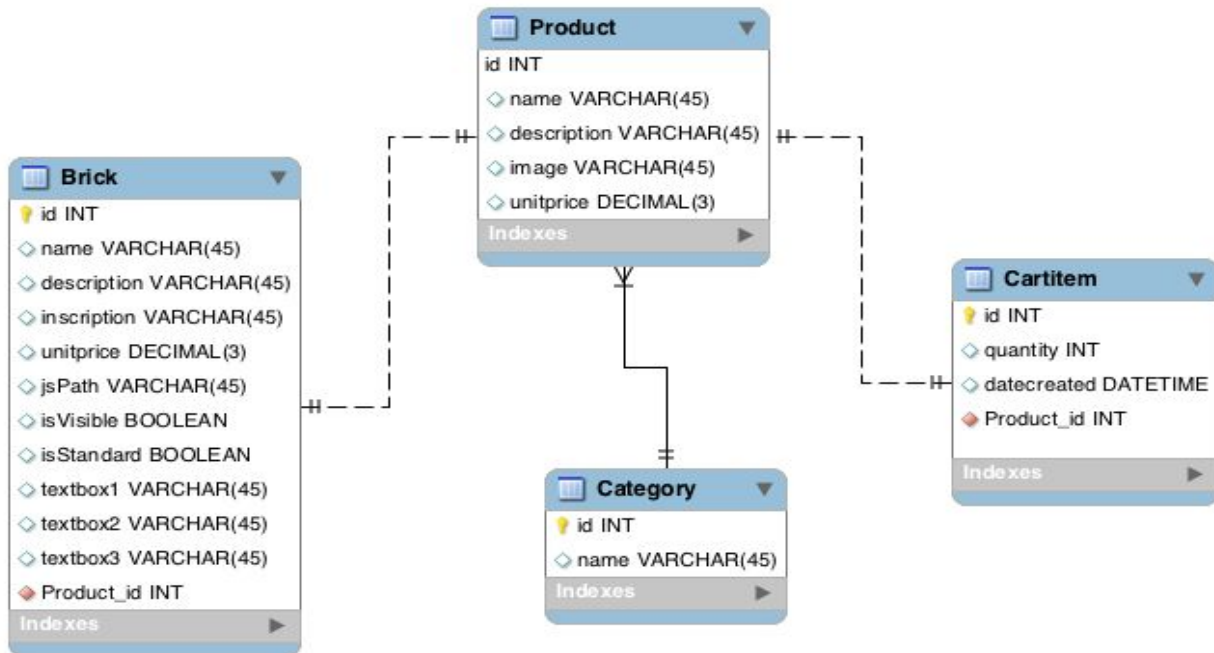 Product
id INT
name VARCHAR(45)
description VARCHAR(45)
image VARCHAR(45)
unitprice DECIMAL(3)
Indexes
Brick
id INT
name VARCHAR(45)
description VARCHAR(45)
inscription VARCHAR(45)
unitprice DECIMAL(3)
jsPath VARCHAR(45)
isVisible BOOLEAN
isStandard BOOLEAN
textbox1 VARCHAR(45)
textbox2 VARCHAR(45)
textbox3 VARCHAR(45)
Product_id INT
Indexes
Cartitem
id INT
quantity INT
datecreated DATETIME
Product_id INT
Indexes
Category
id INT
name VARCHAR(45)
Indexes